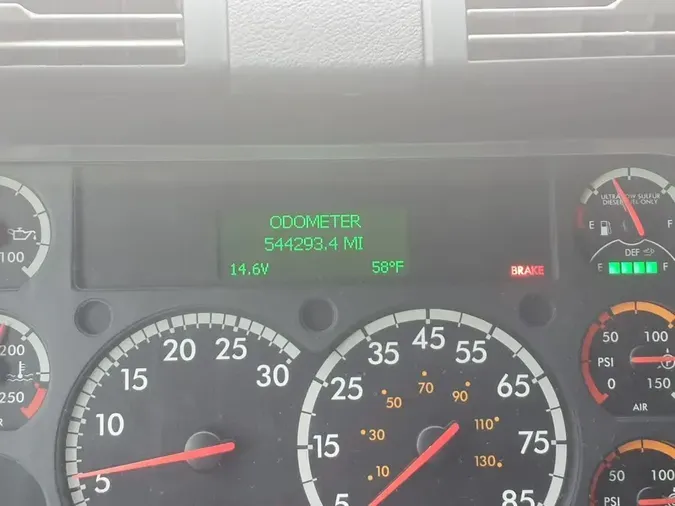 ODOMETER
544293.4 MI
14.6V 58°F
BRAKE
100
200
250
5 10 15 20 25 30
5 15 25 35 45 55 65 75 85
10 30 50 70 90 110 130
ULTRA LOW SULFUR
DIESEL FUEL ONLY
E F
DEF
E F
50 100
PSI
0 150
AIR
50 100
PSI